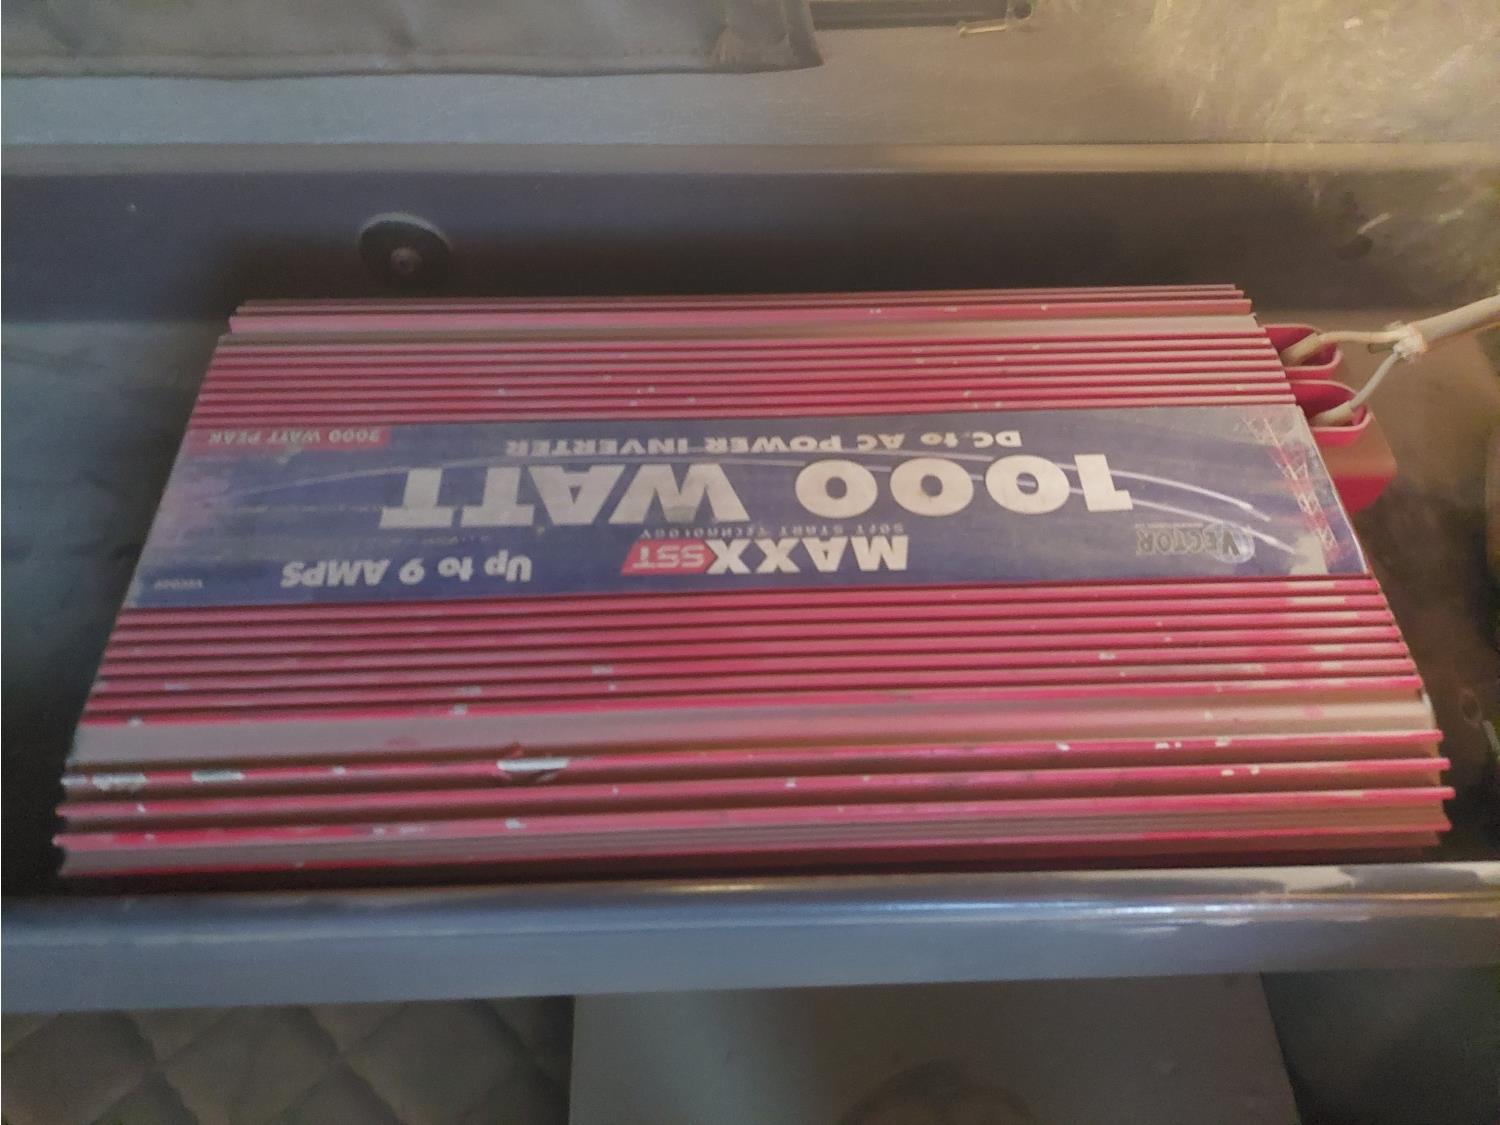 VECTOR
MAXX SST
SOFT START TECHNOLOGY
Up to 9 AMPS
1000 WATT
DC to AC POWER INVERTER
2000 WATT PEAK